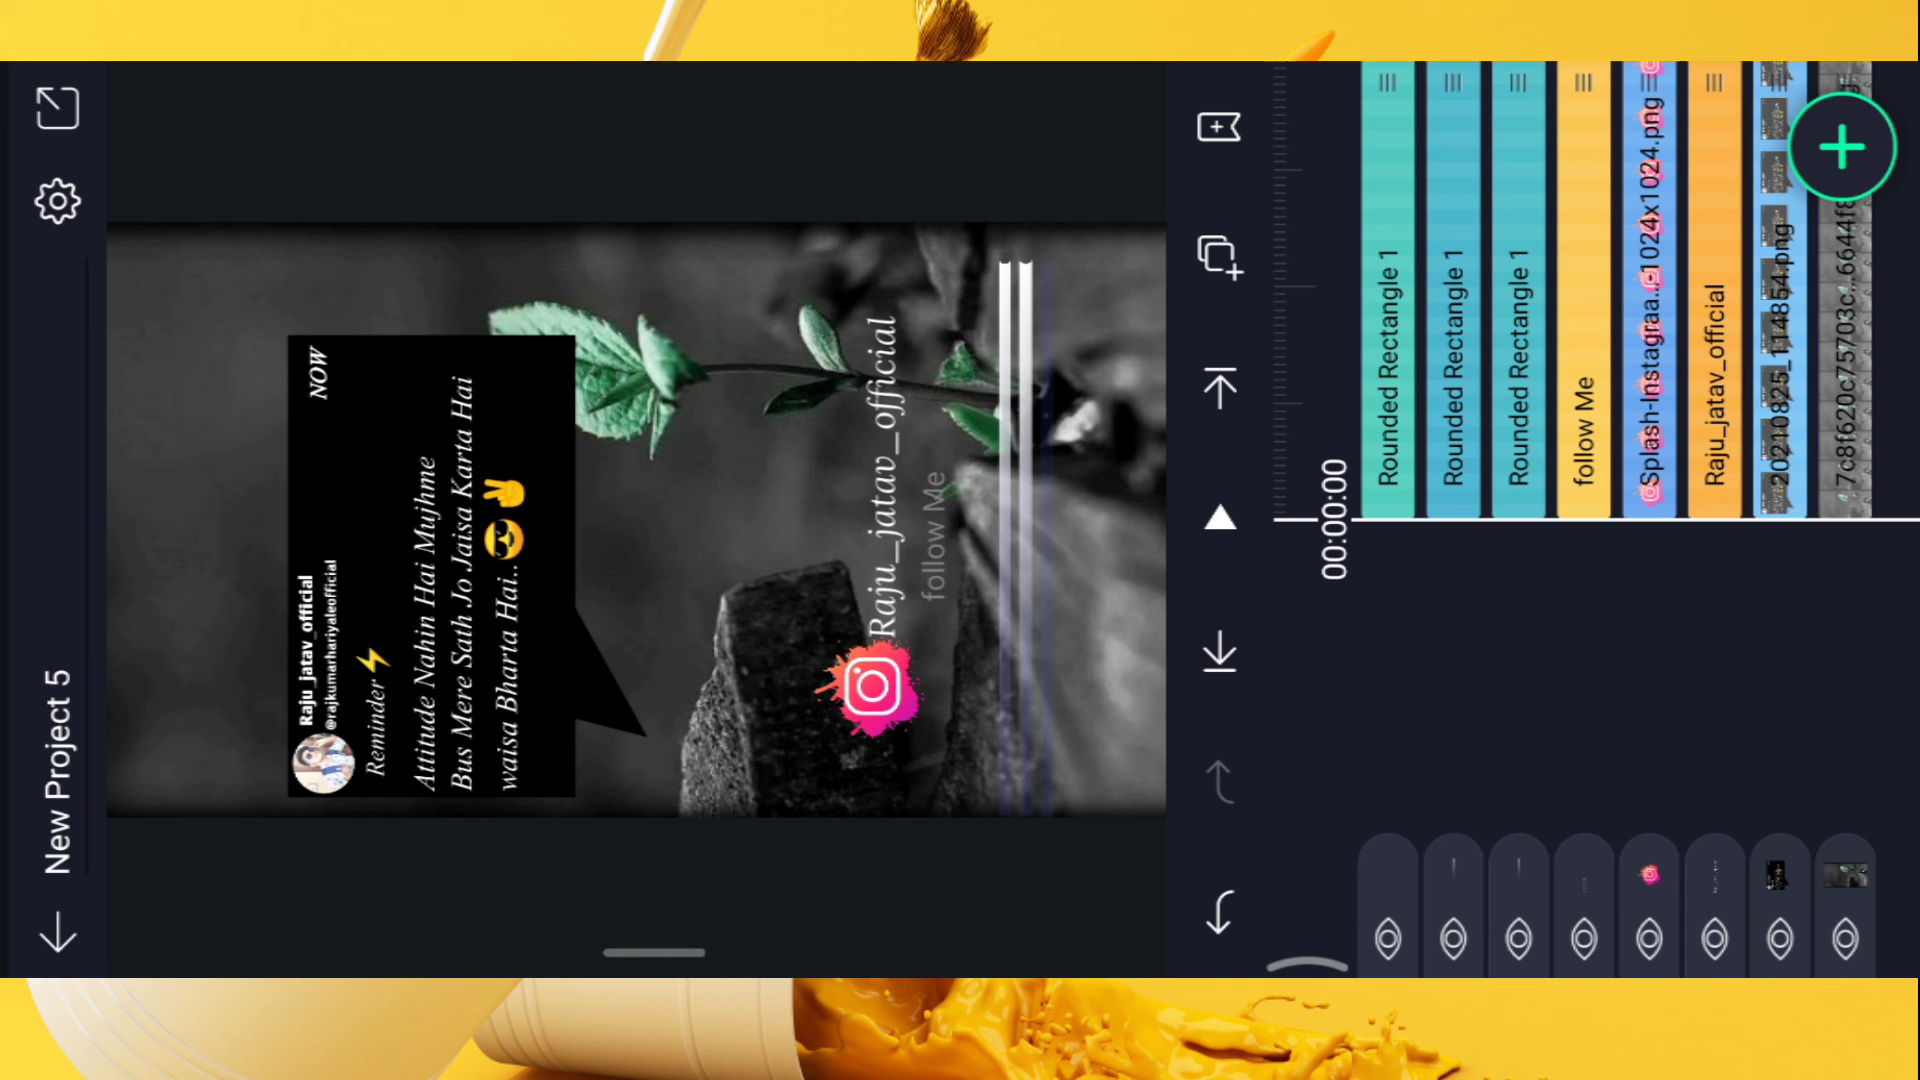 New Project 5
Raju_jatav_official
@rajkumarhariyaleofficial
NOW
Reminder⚡
Attitude Nahin Hai Mujhme
Bus Mere Sath Jo Jaisa Karta Hai
waisa Bharta Hai..😎✌
Raju_jatav_official
follow Me
00:00:00
Rounded Rectangle 1
Rounded Rectangle 1
Rounded Rectangle 1
follow Me
Splash-Instagraa...-1024x1024.png
Raju_jatav_official
20210825_114854.png
7c8f620c75703c...6644f8